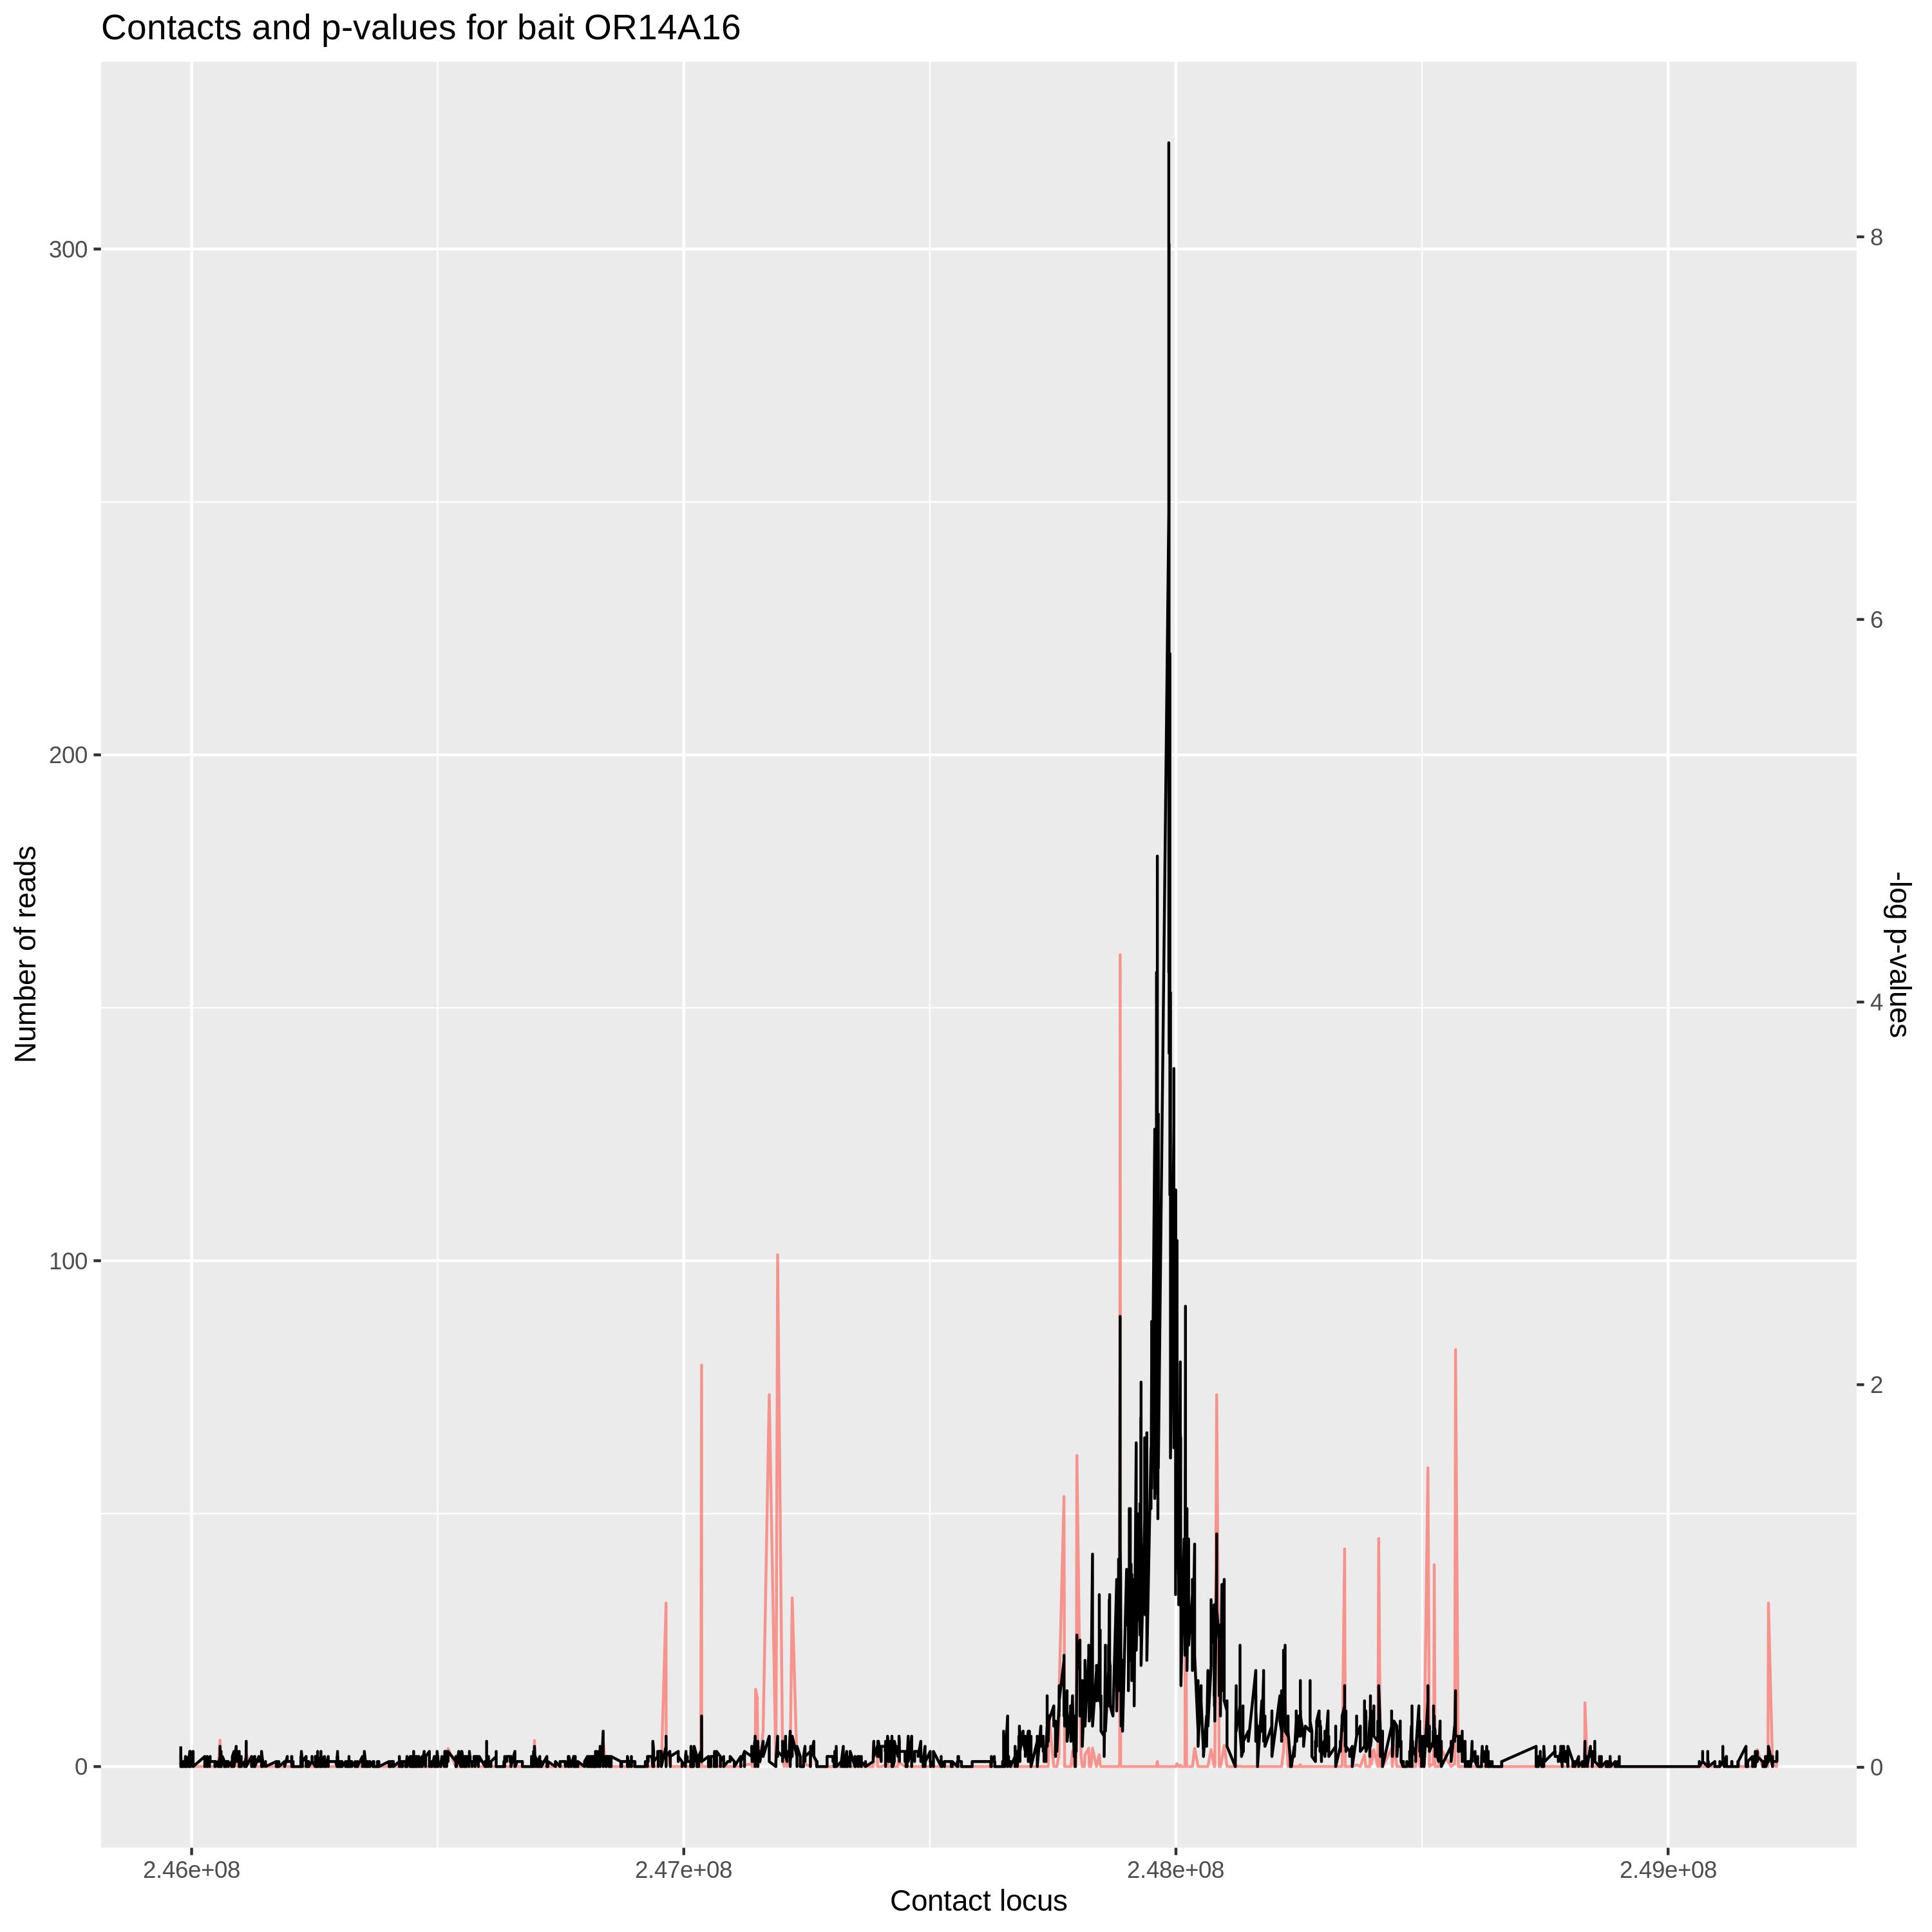 Contacts and p-values for bait OR14A16
300
200
100
0
8
6
4
2
0
Number of reads
-log p-values
2.46e+08
2.47e+08
2.48e+08
2.49e+08
Contact locus